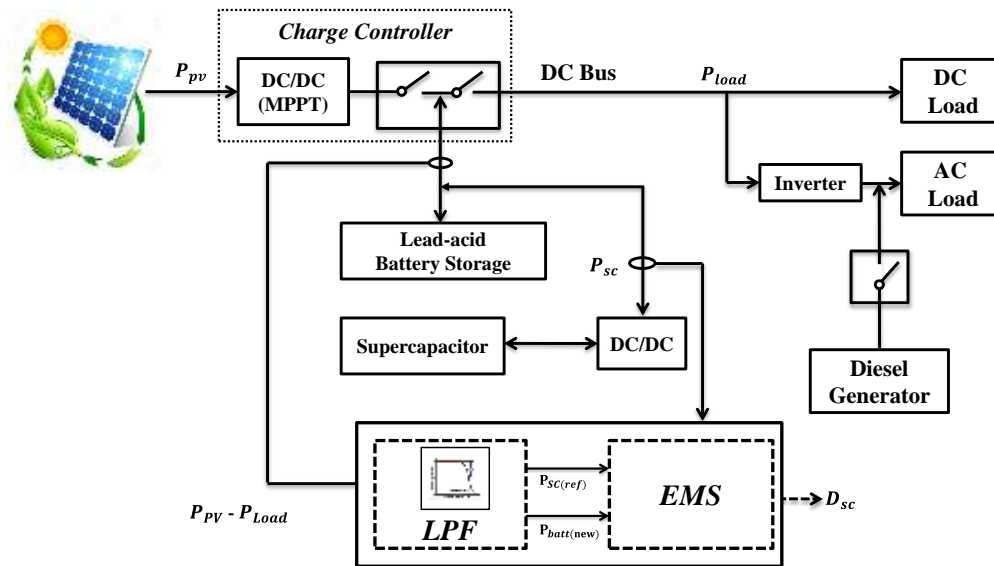 Charge Controller
P_pv
DC/DC
(MPPT)
DC Bus
P_load
DC
Load
Inverter
AC
Load
Lead-acid
Battery Storage
P_sc
Supercapacitor
DC/DC
Diesel
Generator
P_PV - P_Load
LPF
P_SC(ref)
P_batt(new)
EMS
D_sc